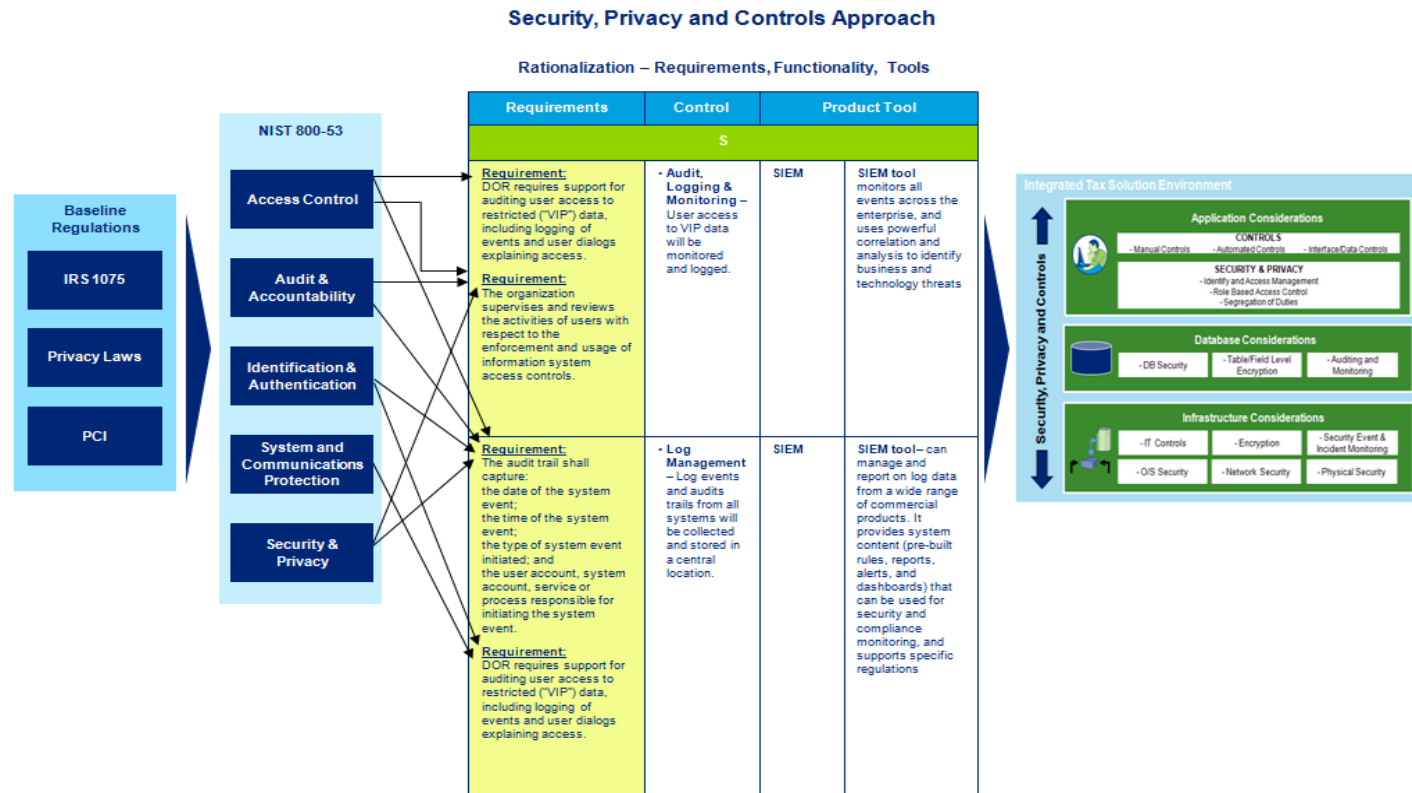 Security, Privacy and Controls Approach
Rationalization – Requirements, Functionality, Tools
Baseline
Regulations
IRS 1075
Privacy Laws
PCI
NIST 800-53
Access Control
Audit &
Accountability
Identification &
Authentication
System and
Communications
Protection
Security &
Privacy
Requirements
Control
Product Tool
S
Requirement:
DOR requires support for
auditing user access to
restricted ("VIP") data,
including logging of
events and user dialogs
explaining access.
Requirement:
The organization
supervises and reviews
the activities of users with
respect to the
enforcement and usage of
information system
access controls.
• Audit,
Logging &
Monitoring –
User access
to VIP data
will be
monitored
and logged.
SIEM
SIEM tool
monitors all
events across the
enterprise, and
uses powerful
correlation and
analysis to identify
business and
technology threats
Requirement:
The audit trail shall
capture:
the date of the system
event;
the time of the system
event;
the type of system event
initiated; and
the user account, system
account, service or
process responsible for
initiating the system
event.
Requirement:
DOR requires support for
auditing user access to
restricted ("VIP") data,
including logging of
events and user dialogs
explaining access.
• Log
Management
– Log events
and audits
trails from all
systems will
be collected
and stored in
a central
location.
SIEM
SIEM tool– can
manage and
report on log data
from a wide range
of commercial
products. It
provides system
content (pre-built
rules, reports,
alerts, and
dashboards) that
can be used for
security and
compliance
monitoring, and
supports specific
regulations
Integrated Tax Solution Environment
Security, Privacy and Controls
Application Considerations
CONTROLS
- Manual Controls
- Automated Controls
- Interface/Data Controls
SECURITY & PRIVACY
- Identify and Access Management
- Role Based Access Control
- Segregation of Duties
Database Considerations
- DB Security
- Table/Field Level
Encryption
- Auditing and
Monitoring
Infrastructure Considerations
- IT Controls
- Encryption
- Security Event &
Incident Monitoring
- O/S Security
- Network Security
- Physical Security